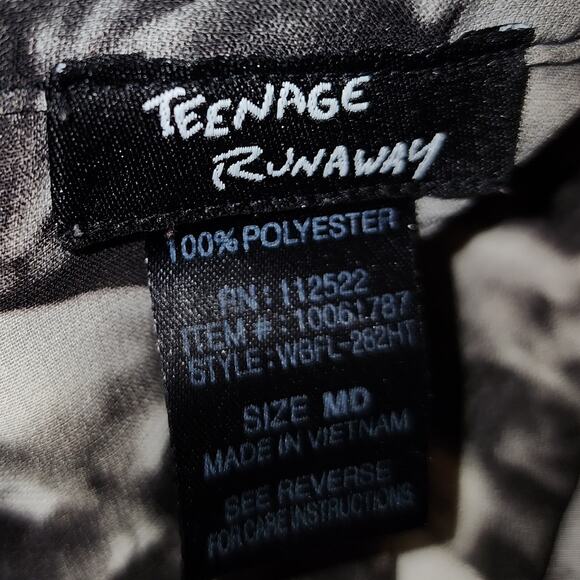 TEENAGE
RUNAWAY
100% POLYESTER
RN: 112522
ITEM #: 10061787
STYLE: WBFL-282HT
SIZE MD
MADE IN VIETNAM
SEE REVERSE
FOR CARE INSTRUCTIONS